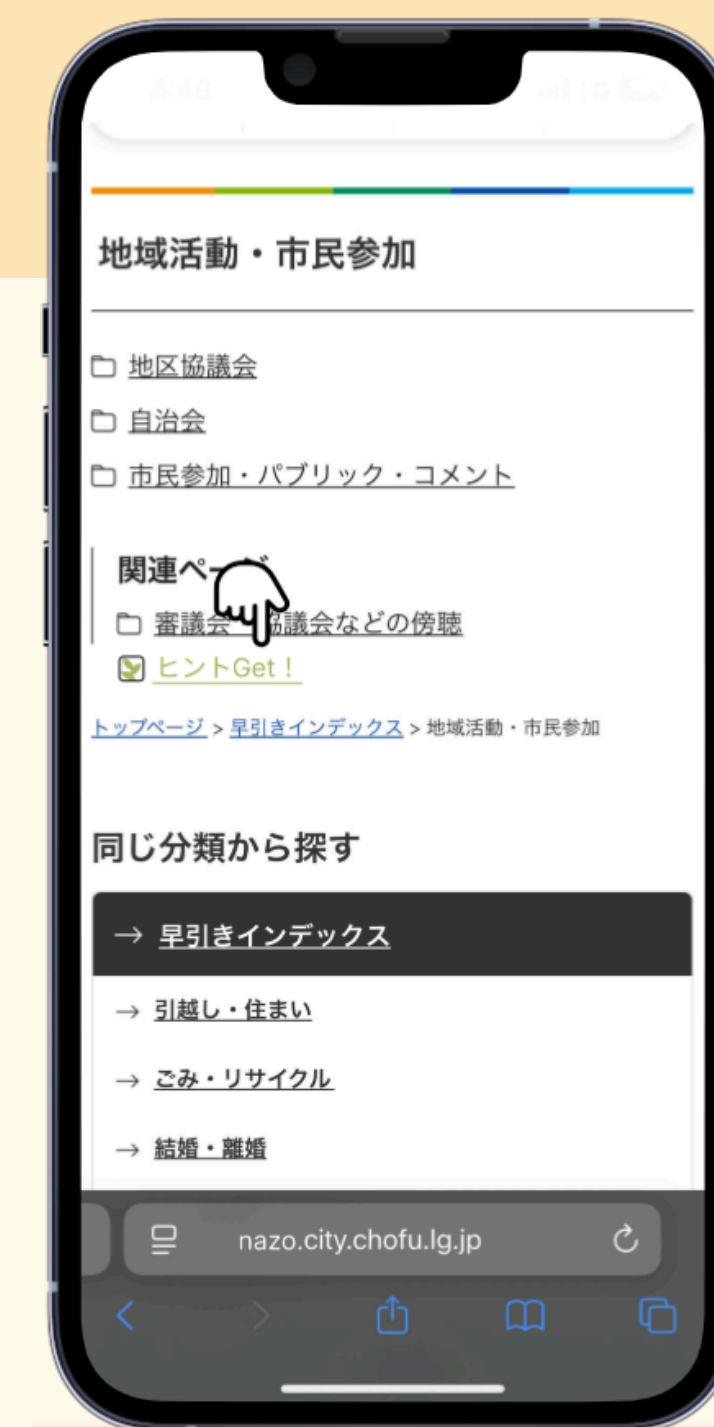 地域活動・市民参加
地区協議会
自治会
市民参加・パブリック・コメント
関連ペ
審議会 議会などの傍聴
ヒントGet！
トップページ > 早引きインデックス > 地域活動・市民参加
同じ分類から探す
→ 早引きインデックス
→ 引越し・住まい
→ ごみ・リサイクル
→ 結婚・離婚
nazo.city.chofu.lg.jp